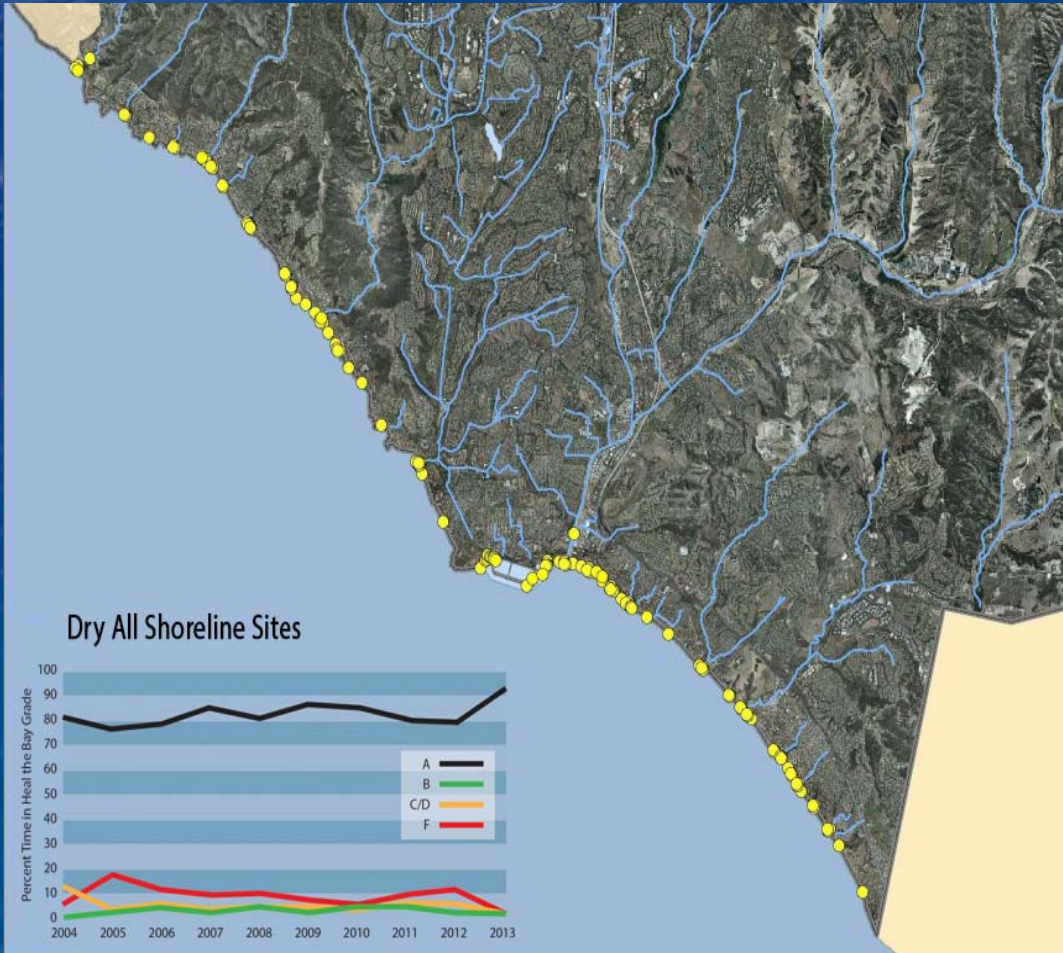 Dry All Shoreline Sites
Percent Time in Heal the Bay Grade
100
90
80
70
60
50
40
30
20
10
0
A
B
C/D
F
2004 2005 2006 2007 2008 2009 2010 2011 2012 2013